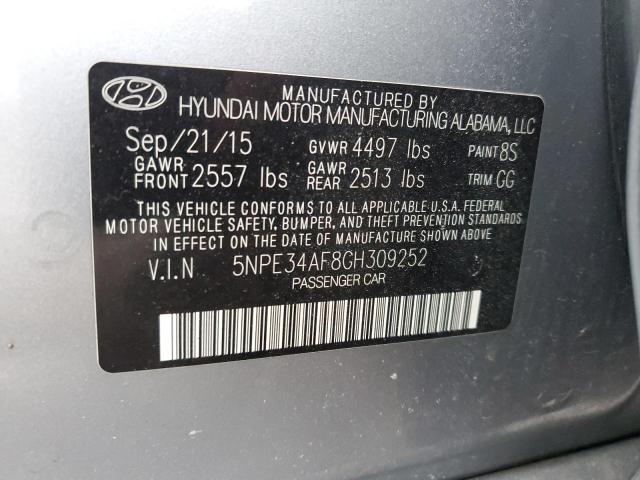 MANUFACTURED BY
HYUNDAI MOTOR MANUFACTURING ALABAMA, LLC
Sep/21/15 GVWR 4497 lbs PAINT 8S
GAWR FRONT 2557 lbs GAWR REAR 2513 lbs TRIM GG
THIS VEHICLE CONFORMS TO ALL APPLICABLE U.S.A. FEDERAL
MOTOR VEHICLE SAFETY, BUMPER, AND THEFT PREVENTION STANDARDS
IN EFFECT ON THE DATE OF MANUFACTURE SHOWN ABOVE.
V.I.N 5NPE34AF8GH309252
PASSENGER CAR